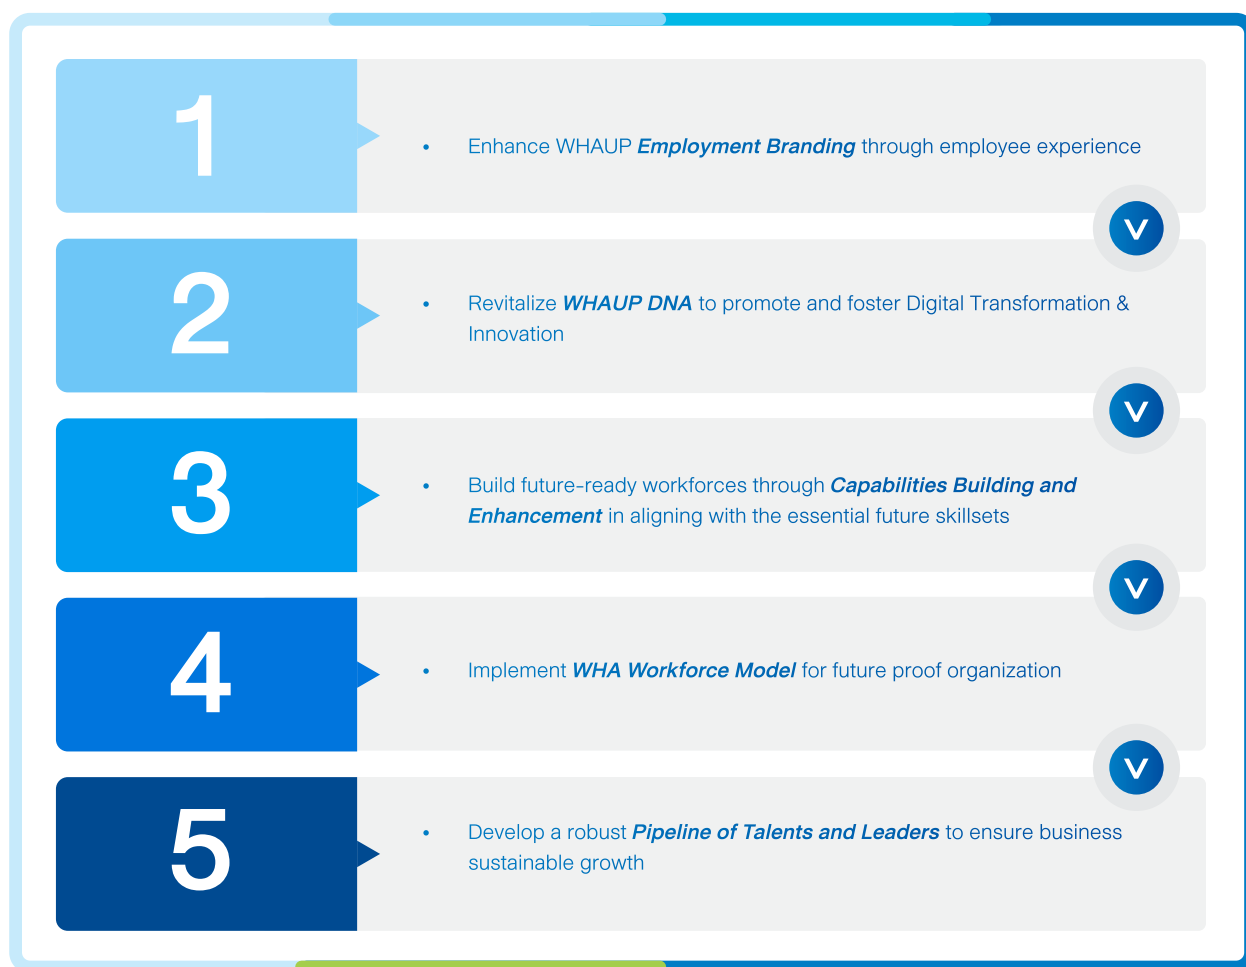 1
• Enhance WHAUP Employment Branding through employee experience
V
2
• Revitalize WHAUP DNA to promote and foster Digital Transformation &
Innovation
V
3
• Build future-ready workforces through Capabilities Building and
Enhancement in aligning with the essential future skillsets
V
4
• Implement WHA Workforce Model for future proof organization
V
5
• Develop a robust Pipeline of Talents and Leaders to ensure business
sustainable growth